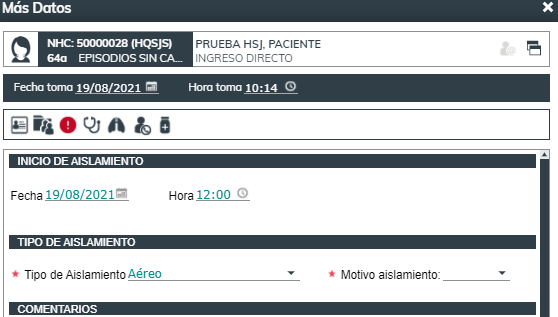 Más Datos
NHC: 50000028 (HQSJS)
PRUEBA HSJ, PACIENTE
64a EPISODIOS SIN CA...
INGRESO DIRECTO
Fecha toma 19/08/2021 Hora toma 10:14
INICIO DE AISLAMIENTO
Fecha 19/08/2021 Hora 12:00
TIPO DE AISLAMIENTO
* Tipo de Aislamiento Aéreo * Motivo aislamiento:
COMENTARIOS